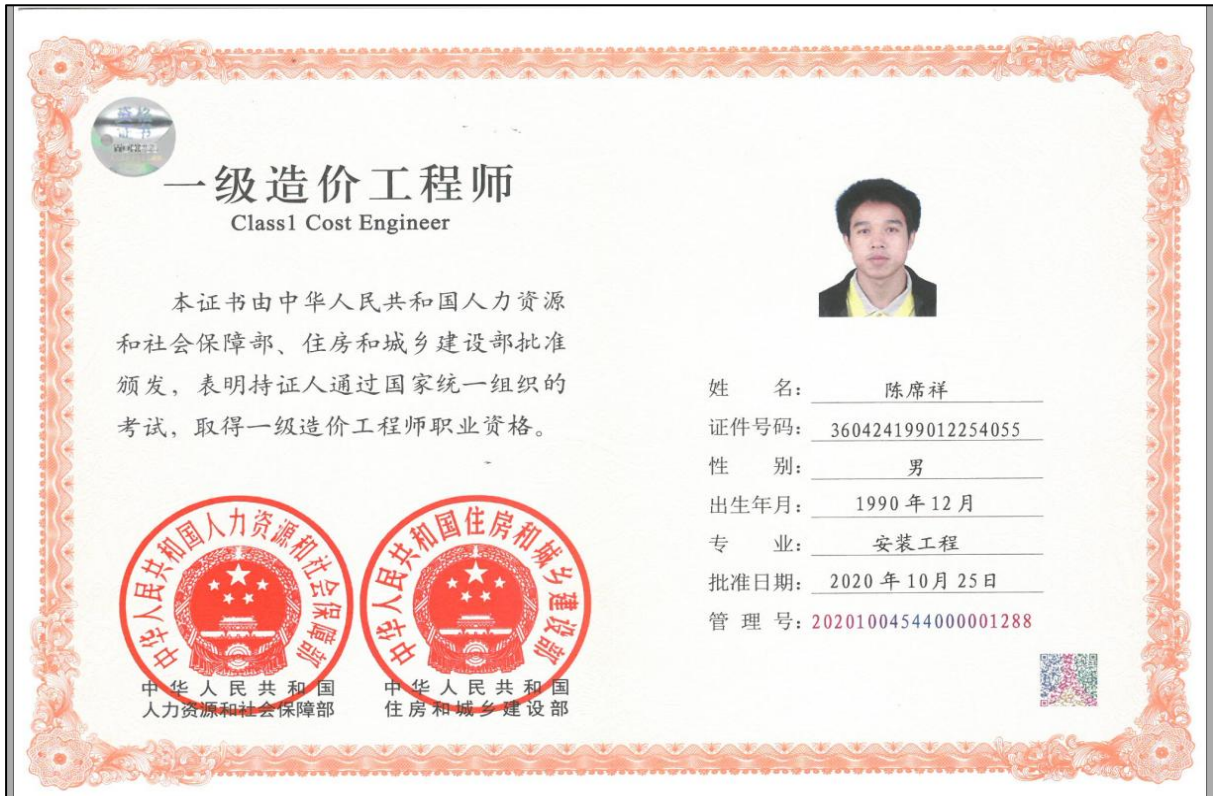 资格
证书
一级造价工程师
Class1 Cost Engineer
本证书由中华人民共和国人力资源
和社会保障部、住房和城乡建设部批准
颁发，表明持证人通过国家统一组织的
考试，取得一级造价工程师职业资格。
中华人民共和国人力资源和社会保障部
中华人民共和国住房和城乡建设部
中华人民共和国
人力资源和社会保障部
中华人民共和国
住房和城乡建设部
姓 名： 陈席祥
证件号码： 360424199012254055
性 别： 男
出生年月： 1990年12月
专 业： 安装工程
批准日期： 2020年10月25日
管 理 号： 20201004544000001288